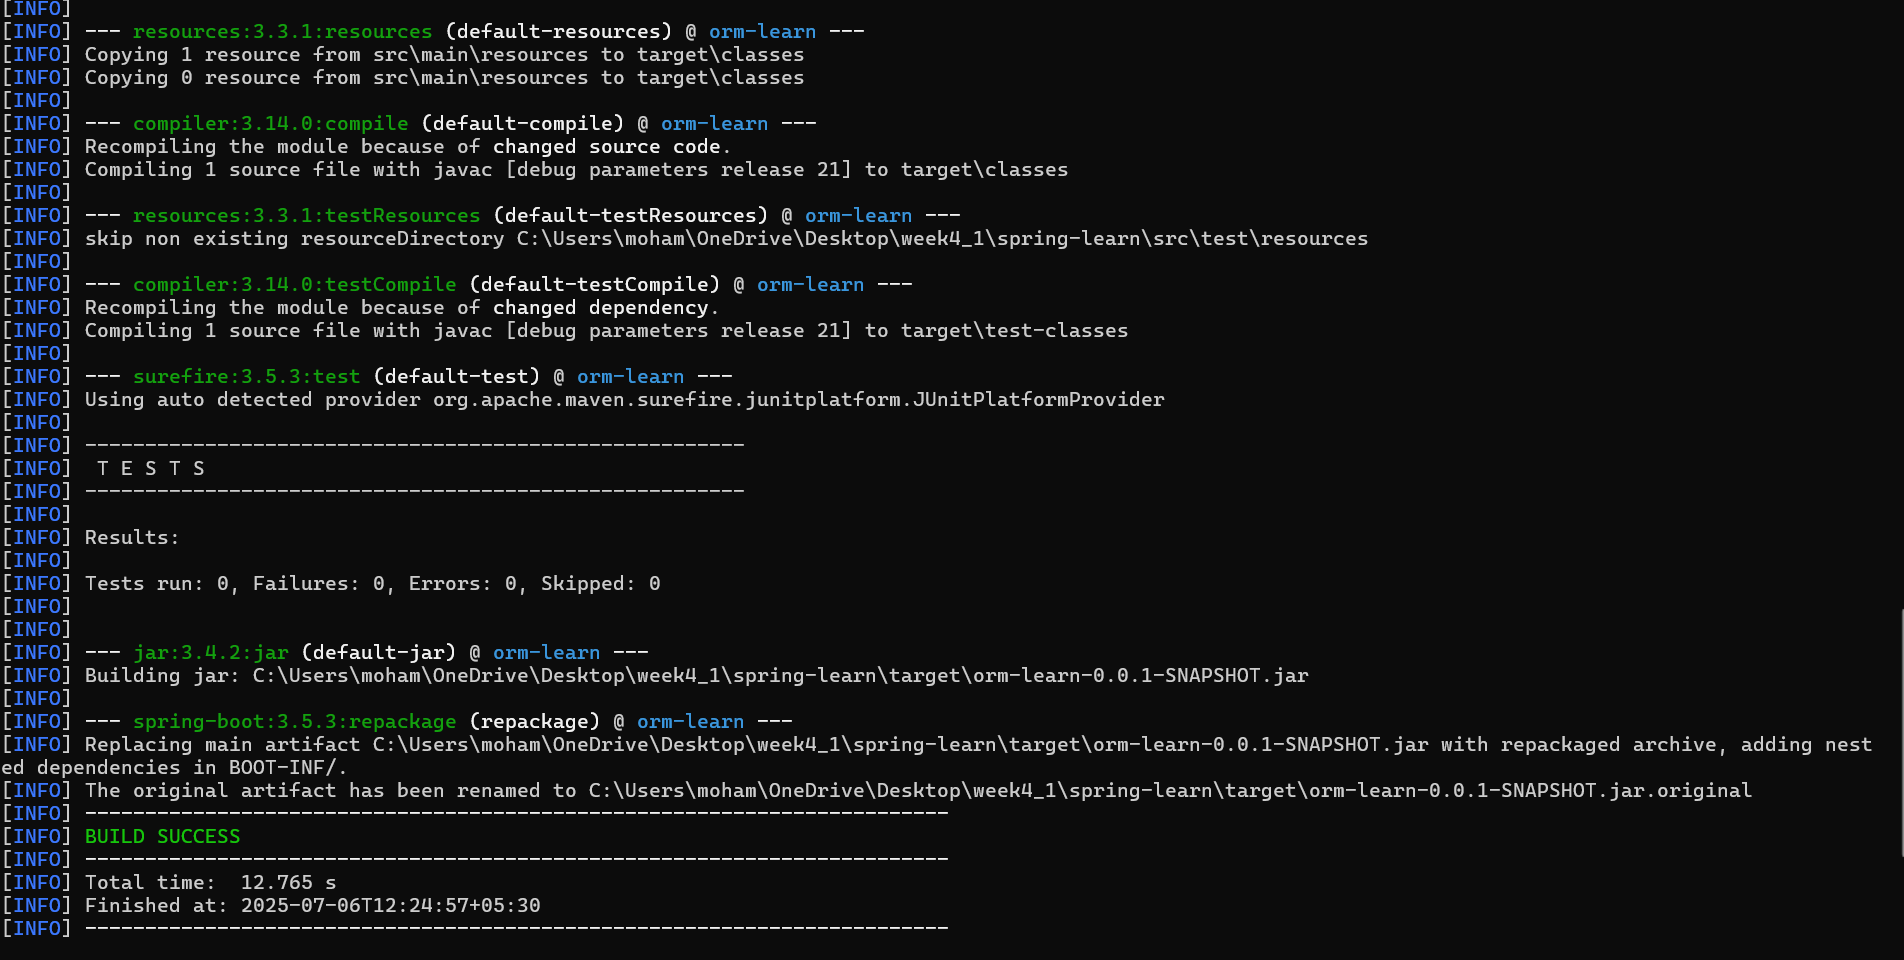 [INFO]
[INFO] --- resources:3.3.1:resources (default-resources) @ orm-learn ---
[INFO] Copying 1 resource from src\main\resources to target\classes
[INFO] Copying 0 resource from src\main\resources to target\classes
[INFO]
[INFO] --- compiler:3.14.0:compile (default-compile) @ orm-learn ---
[INFO] Recompiling the module because of changed source code.
[INFO] Compiling 1 source file with javac [debug parameters release 21] to target\classes
[INFO]
[INFO] --- resources:3.3.1:testResources (default-testResources) @ orm-learn ---
[INFO] skip non existing resourceDirectory C:\Users\moham\OneDrive\Desktop\week4_1\spring-learn\src\test\resources
[INFO]
[INFO] --- compiler:3.14.0:testCompile (default-testCompile) @ orm-learn ---
[INFO] Recompiling the module because of changed dependency.
[INFO] Compiling 1 source file with javac [debug parameters release 21] to target\test-classes
[INFO]
[INFO] --- surefire:3.5.3:test (default-test) @ orm-learn ---
[INFO] Using auto detected provider org.apache.maven.surefire.junitplatform.JUnitPlatformProvider
[INFO]
[INFO] -------------------------------------------------------
[INFO]  T E S T S
[INFO] -------------------------------------------------------
[INFO]
[INFO] Results:
[INFO]
[INFO] Tests run: 0, Failures: 0, Errors: 0, Skipped: 0
[INFO]
[INFO]
[INFO] --- jar:3.4.2:jar (default-jar) @ orm-learn ---
[INFO] Building jar: C:\Users\moham\OneDrive\Desktop\week4_1\spring-learn\target\orm-learn-0.0.1-SNAPSHOT.jar
[INFO]
[INFO] --- spring-boot:3.5.3:repackage (repackage) @ orm-learn ---
[INFO] Replacing main artifact C:\Users\moham\OneDrive\Desktop\week4_1\spring-learn\target\orm-learn-0.0.1-SNAPSHOT.jar with repackaged archive, adding nest
ed dependencies in BOOT-INF/.
[INFO] The original artifact has been renamed to C:\Users\moham\OneDrive\Desktop\week4_1\spring-learn\target\orm-learn-0.0.1-SNAPSHOT.jar.original
[INFO] ------------------------------------------------------------------------
[INFO] BUILD SUCCESS
[INFO] ------------------------------------------------------------------------
[INFO] Total time:  12.765 s
[INFO] Finished at: 2025-07-06T12:24:57+05:30
[INFO] ------------------------------------------------------------------------